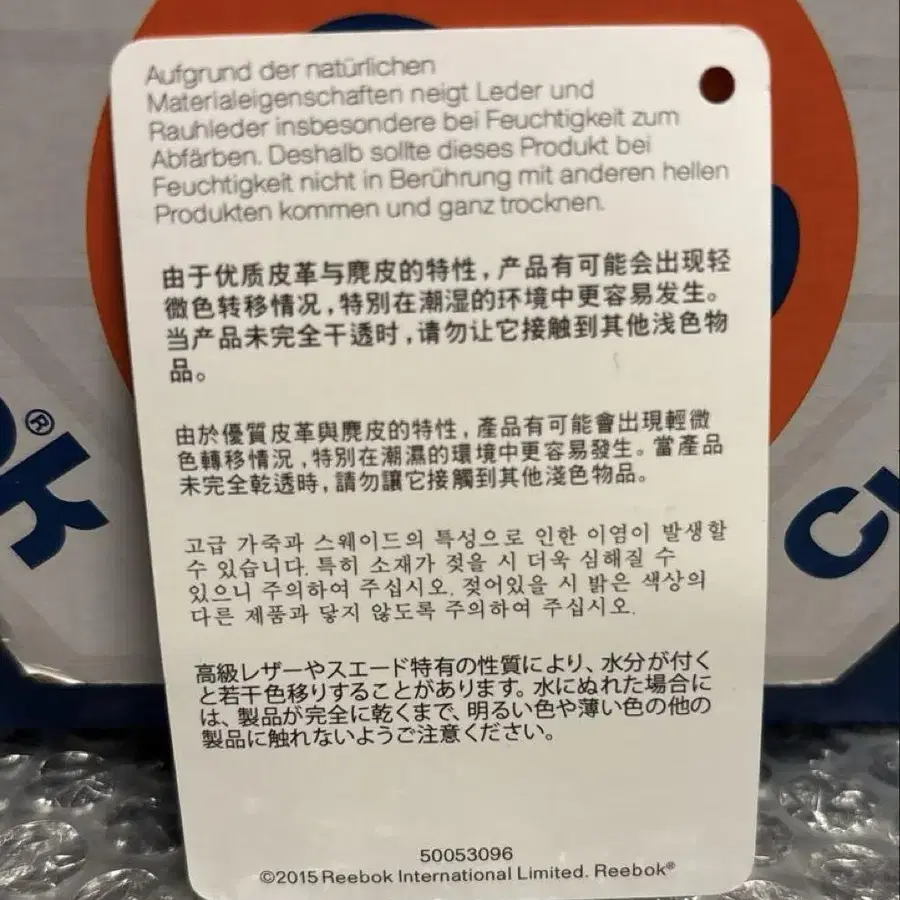 Aufgrund der natürlichen
Materialeigenschaften neigt Leder und
Rauhleder insbesondere bei Feuchtigkeit zum
Abfärben. Deshalb sollte dieses Produkt bei
Feuchtigkeit nicht in Berührung mit anderen hellen
Produkten kommen und ganz trocknen.
由于优质皮革与麂皮的特性,产品有可能会出现轻
微色转移情况,特别在潮湿的环境中更容易发生。
当产品未完全干透时,请勿让它接触到其他浅色物
品。
由於優質皮革與麂皮的特性,產品有可能會出現輕微
色轉移情況,特別在潮濕的環境中更容易發生。當產品
未完全乾透時,請勿讓它接觸到其他淺色物品。
고급 가죽과 스웨이드의 특성으로 인한 이염이 발생할
수 있습니다. 특히 소재가 젖을 시 더욱 심해질 수
있으니 주의하여 주십시오. 젖어있을 시 밝은 색상의
다른 제품과 닿지 않도록 주의하여 주십시오.
高級レザーやスエード特有の性質により、水分が付く
と若干色移りすることがあります。水にぬれた場合に
は、製品が完全に乾くまで、明るい色や薄い色の他の
製品に触れないようご注意ください。
50053096
©2015 Reebok International Limited. Reebok®